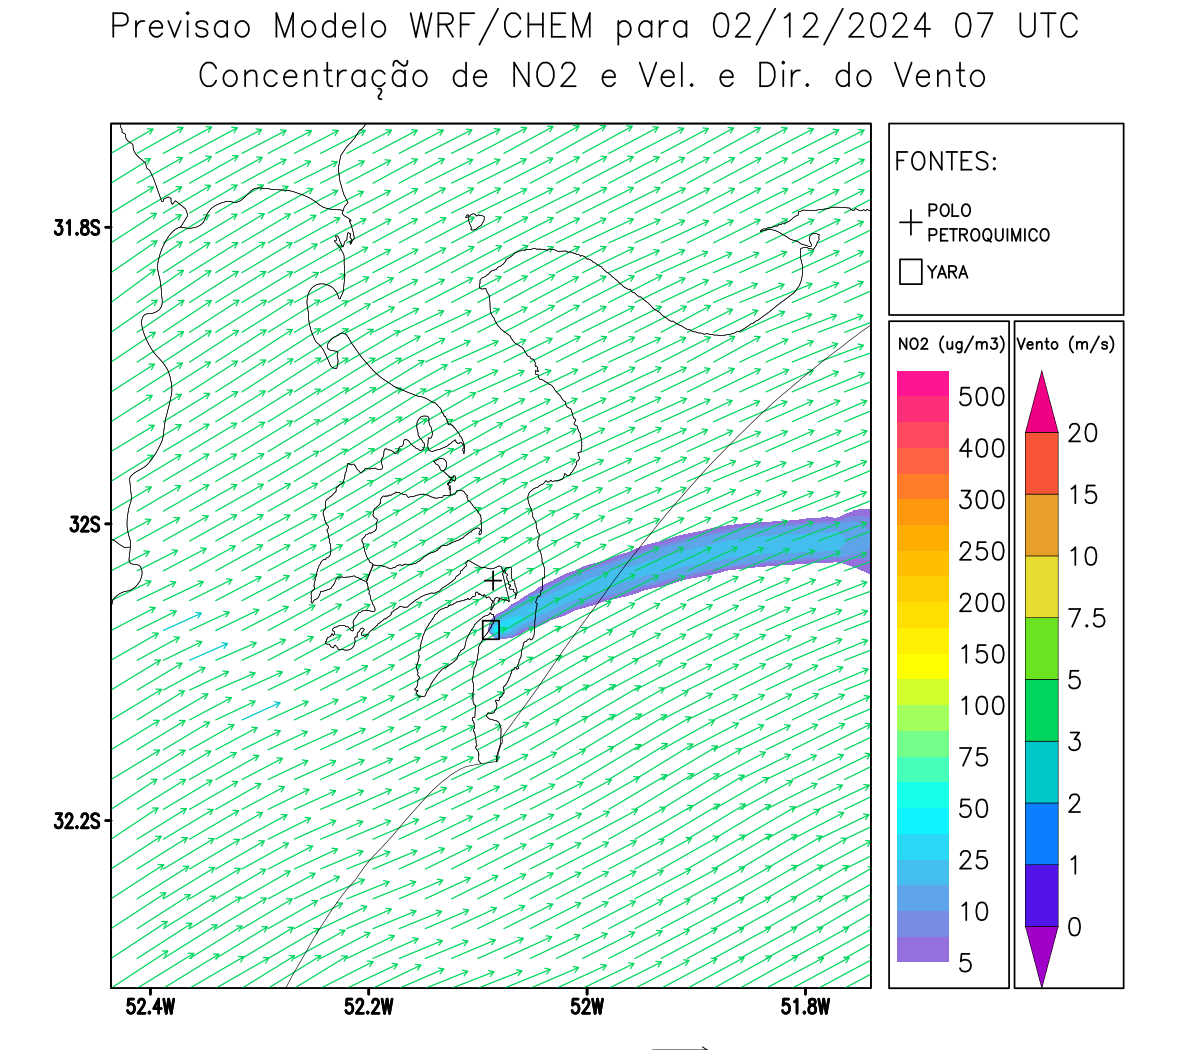 Previsao Modelo WRF/CHEM para 02/12/2024 07 UTC
Concentração de NO2 e Vel. e Dir. do Vento
FONTES:
POLO
PETROQUIMICO
YARA
31.8S
32S
32.2S
52.4W
52.2W
52W
51.8W
NO2 (ug/m3)
500
400
300
250
200
150
100
75
50
25
10
5
Vento (m/s)
20
15
10
7.5
5
3
2
1
0